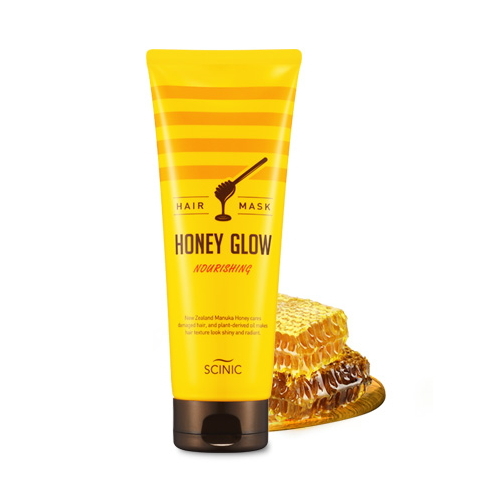 HAIR MASK
HONEY GLOW
NOURISHING
New Zealand Manuka Honey cares
damaged hair, and plant-derived oil makes
hair texture look shiny and radiant.
SCINIC